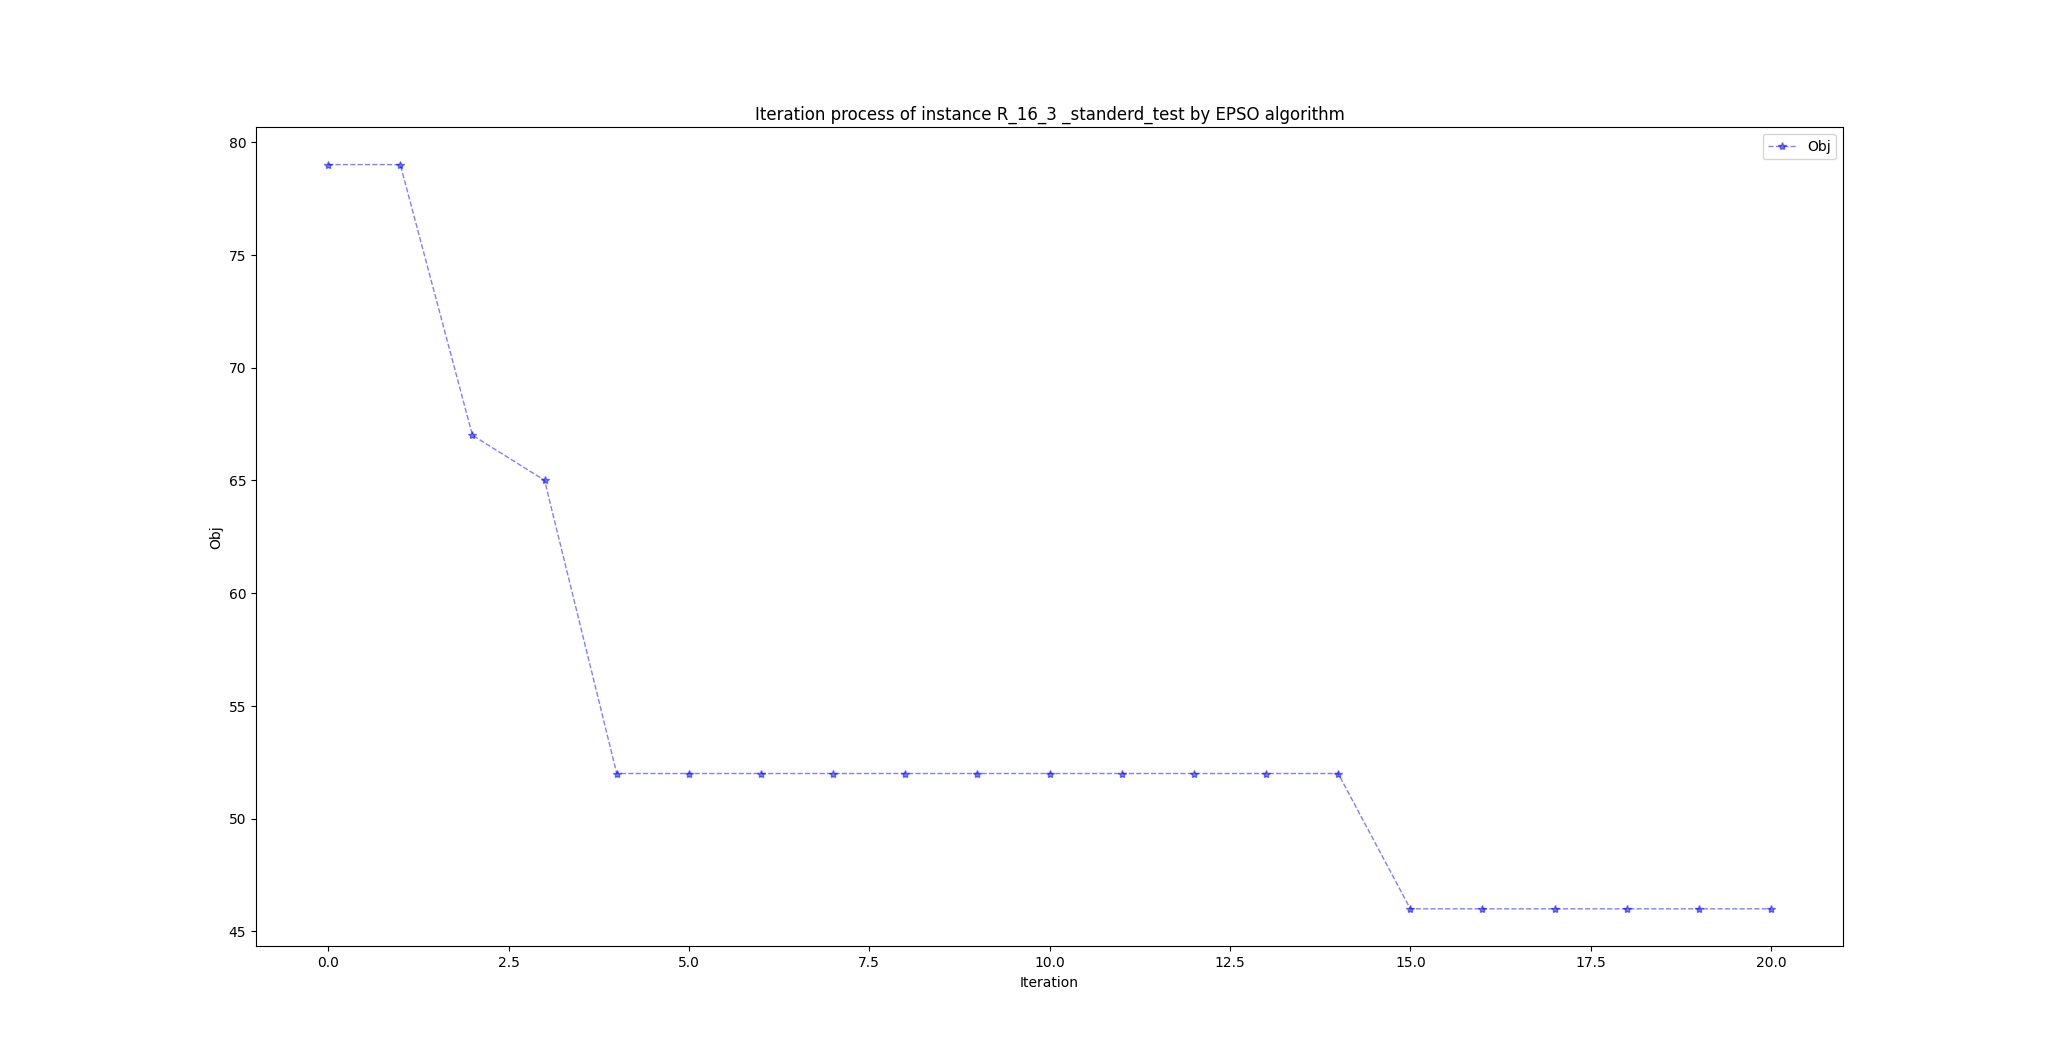 Iteration process of instance R_16_3 _standerd_test by EPSO algorithm
Obj
80
75
70
65
60
55
50
45
Obj
0.0 2.5 5.0 7.5 10.0 12.5 15.0 17.5 20.0
Iteration